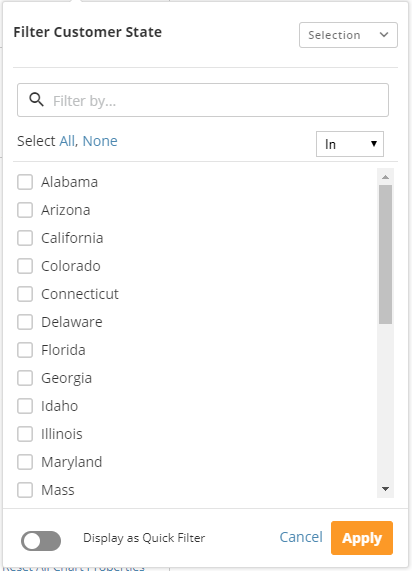 Filter Customer State
Selection
Filter by...
Select All, None
In
Alabama
Arizona
California
Colorado
Connecticut
Delaware
Florida
Georgia
Idaho
Illinois
Maryland
Mass
Display as Quick Filter
Cancel
Apply
Reset All Chart Properties